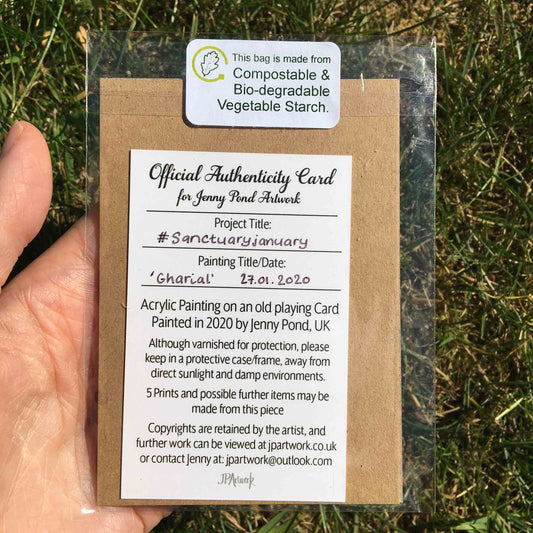 This bag is made from
Compostable &
Bio-degradable
Vegetable Starch.
Official Authenticity Card
for Jenny Pond Artwork
Project Title:
#Sanctuaryjanuary
Painting Title/Date:
'Gharial' 27.01.2020
Acrylic Painting on an old playing Card
Painted in 2020 by Jenny Pond, UK
Although varnished for protection, please
keep in a protective case/frame, away from
direct sunlight and damp environments.
5 Prints and possible further items may be
made from this piece
Copyrights are retained by the artist, and
further work can be viewed at jpartwork.co.uk
or contact Jenny at: jpartwork@outlook.com
JPArtwork